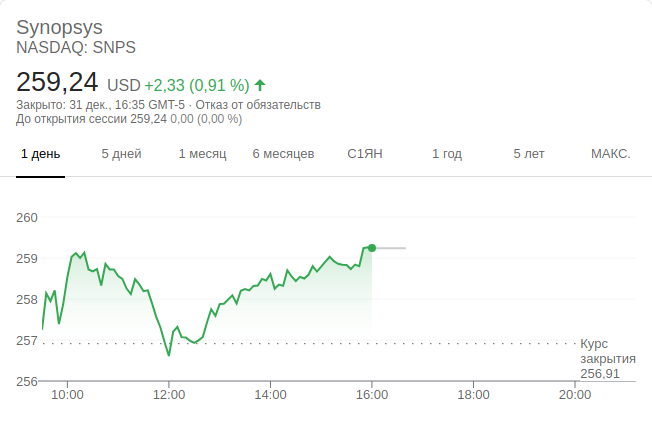 Synopsys
NASDAQ: SNPS
259,24 USD +2,33 (0,91 %)
Закрыто: 31 дек., 16:35 GMT-5 · Отказ от обязательств
До открытия сессии 259,24 0,00 (0,00 %)
1 день 5 дней 1 месяц 6 месяцев С1ЯН 1 год 5 лет МАКС.
260
259
258
257
256
Курс
закрытия
256,91
10:00 12:00 14:00 16:00 18:00 20:00